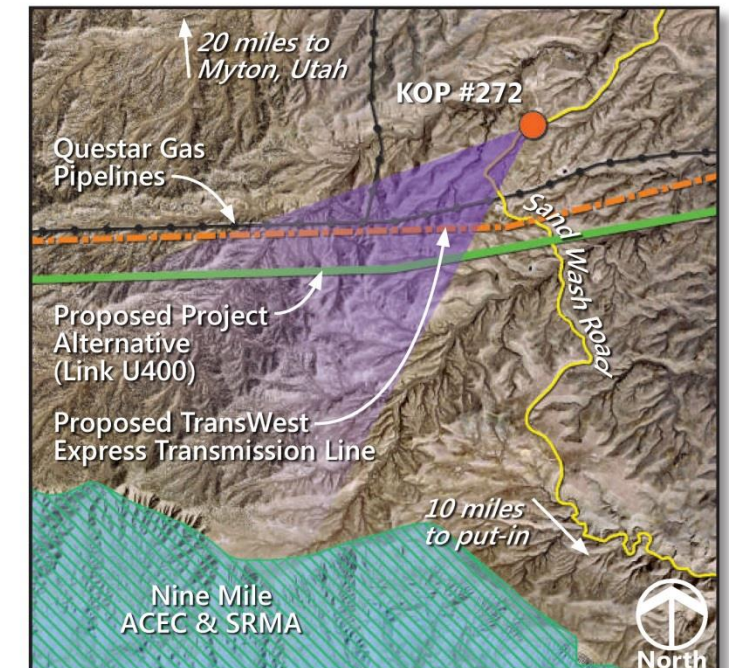 20 miles to
Myton, Utah
KOP #272
Questar Gas
Pipelines
Sand Wash Road
Proposed Project
Alternative
(Link U400)
Proposed TransWest
Express Transmission Line
10 miles
to put-in
Nine Mile
ACEC & SRMA
North